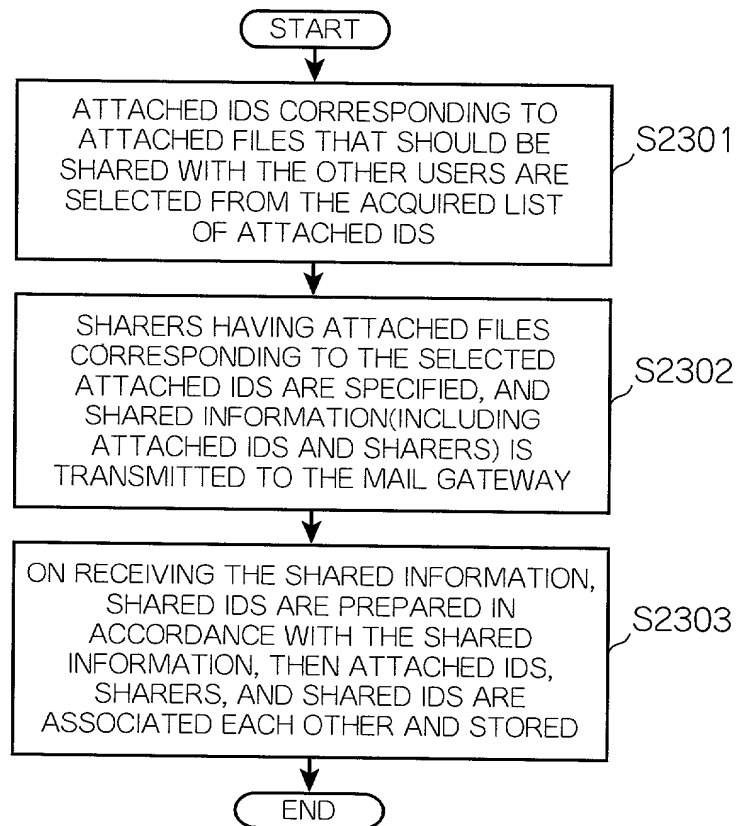 START
ATTACHED IDS CORRESPONDING TO
ATTACHED FILES THAT SHOULD BE
SHARED WITH THE OTHER USERS ARE
SELECTED FROM THE ACQUIRED LIST
OF ATTACHED IDS
S2301
SHARERS HAVING ATTACHED FILES
CORRESPONDING TO THE SELECTED
ATTACHED IDS ARE SPECIFIED, AND
SHARED INFORMATION(INCLUDING
ATTACHED IDS AND SHARERS) IS
TRANSMITTED TO THE MAIL GATEWAY
S2302
ON RECEIVING THE SHARED INFORMATION,
SHARED IDS ARE PREPARED IN
ACCORDANCE WITH THE SHARED
INFORMATION, THEN ATTACHED IDS,
SHARERS, AND SHARED IDS ARE
ASSOCIATED EACH OTHER AND STORED
S2303
END